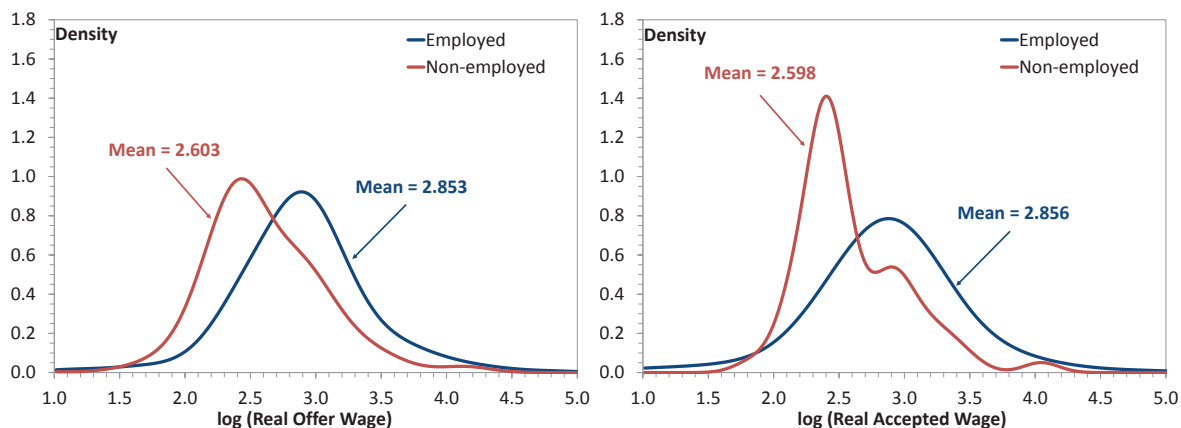 Density
Employed
Non-employed
Mean = 2.603
Mean = 2.853
1.8
1.6
1.4
1.2
1.0
0.8
0.6
0.4
0.2
0.0
1.0 1.5 2.0 2.5 3.0 3.5 4.0 4.5 5.0
log (Real Offer Wage)
Density
Employed
Non-employed
Mean = 2.598
Mean = 2.856
1.8
1.6
1.4
1.2
1.0
0.8
0.6
0.4
0.2
0.0
1.0 1.5 2.0 2.5 3.0 3.5 4.0 4.5 5.0
log (Real Accepted Wage)